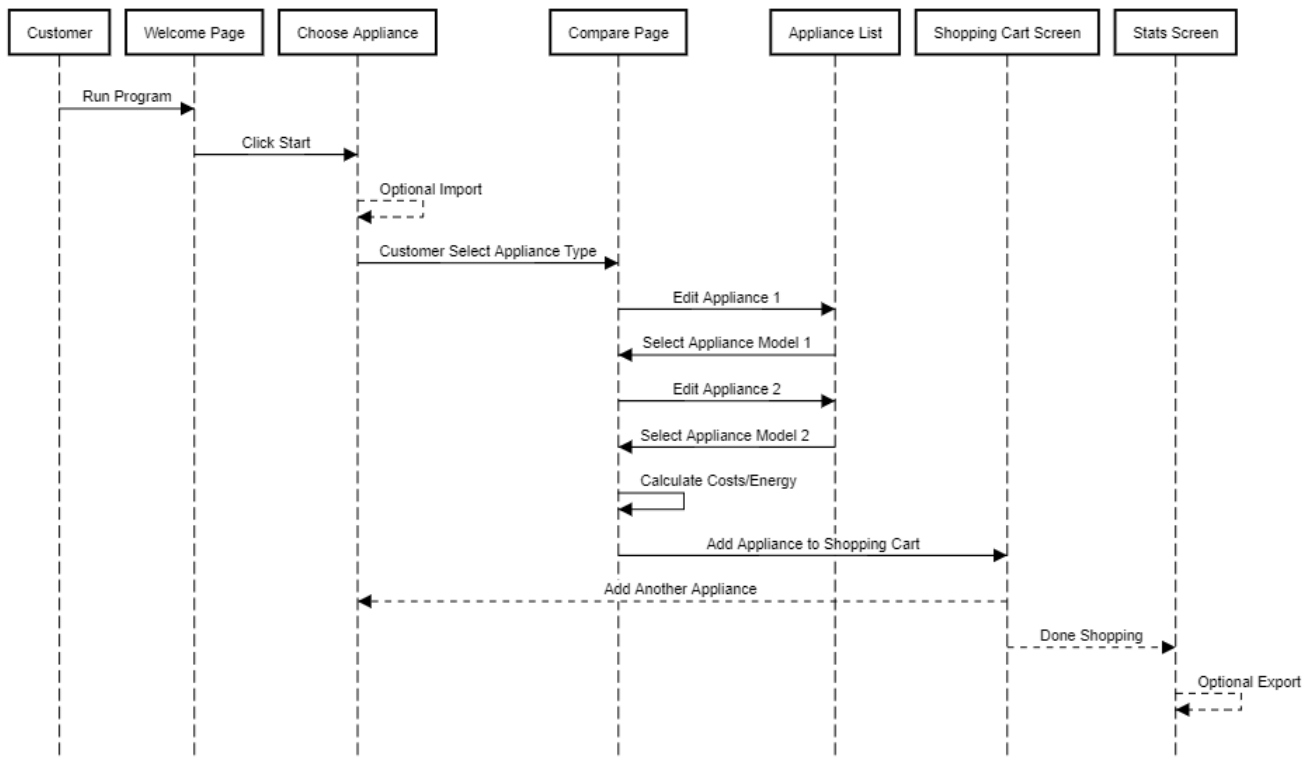 Customer
Welcome Page
Choose Appliance
Compare Page
Appliance List
Shopping Cart Screen
Stats Screen
Run Program
Click Start
Optional Import
Customer Select Appliance Type
Edit Appliance 1
Select Appliance Model 1
Edit Appliance 2
Select Appliance Model 2
Calculate Costs/Energy
Add Appliance to Shopping Cart
Add Another Appliance
Done Shopping
Optional Export